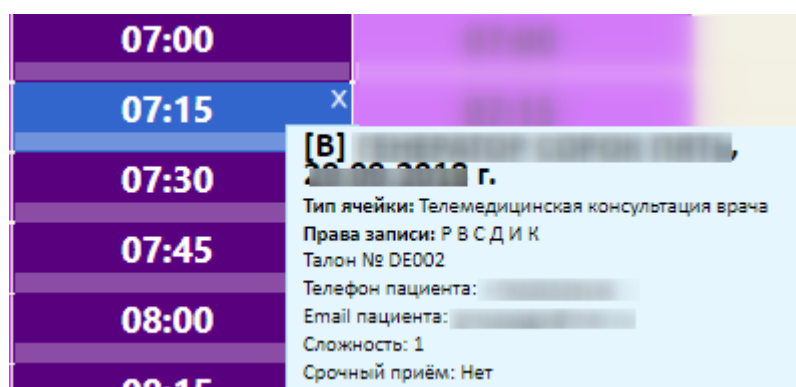 07:00
07:15 X
[В] ,
г.
07:30
Тип ячейки: Телемедицинская консультация врача
Права записи: Р В С Д И К
07:45
Талон № DE002
Телефон пациента:
08:00
Email пациента:
Сложность: 1
Срочный приём: Нет